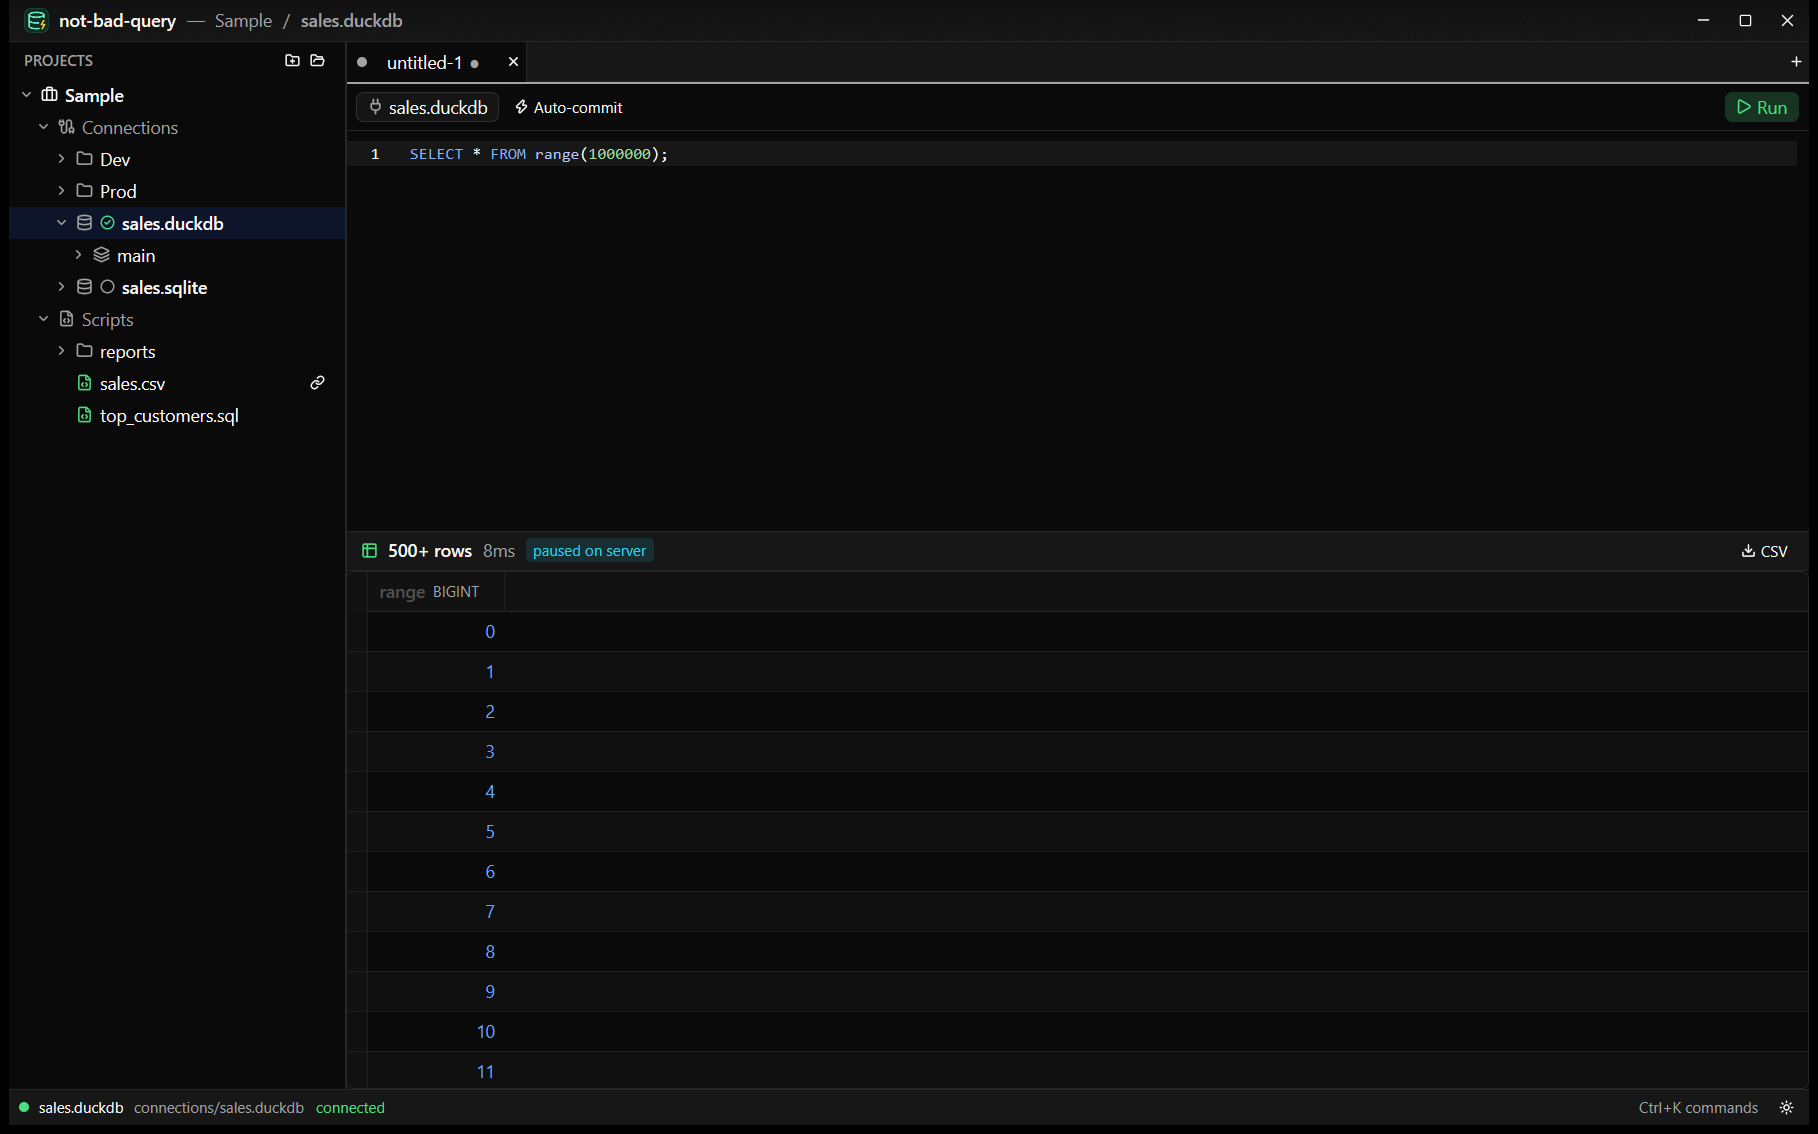 not-bad-query — Sample / sales.duckdb
PROJECTS
Sample
Connections
Dev
Prod
sales.duckdb
main
sales.sqlite
Scripts
reports
sales.csv
top_customers.sql
untitled-1
sales.duckdb Auto-commit Run
1 SELECT * FROM range(1000000);
500+ rows 8ms paused on server CSV
range BIGINT
0
1
2
3
4
5
6
7
8
9
10
11
sales.duckdb connections/sales.duckdb connected Ctrl+K commands